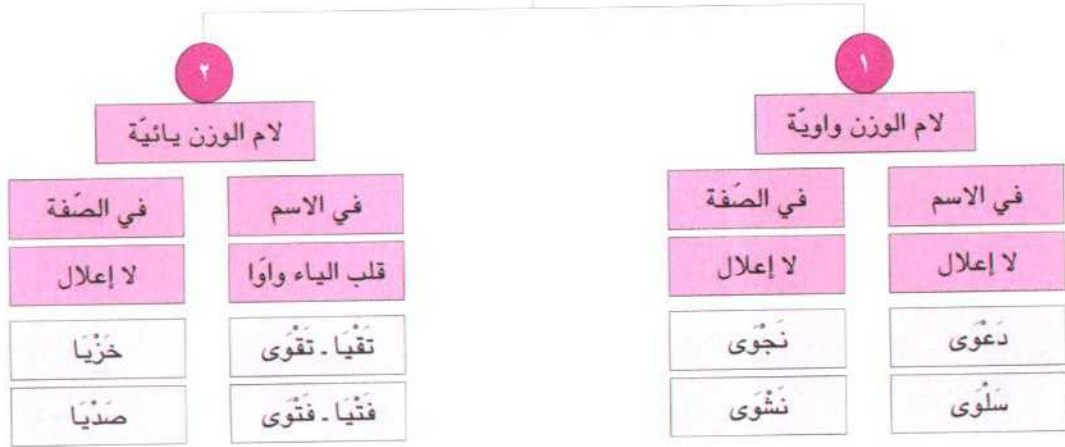 ١
لام الوزن واويّة
في الاسم
في الصّفة
لا إعلال
لا إعلال
دَعْوَى
نَجْوَى
سَلْوَى
نَشْوَى
٢
لام الوزن يائيّة
في الاسم
في الصّفة
قلب الياء واوًا
لا إعلال
تَقْيَا ـ تَقْوَى
خَزْيَا
فَتْيَا ـ فَتْوَى
صَدْيَا